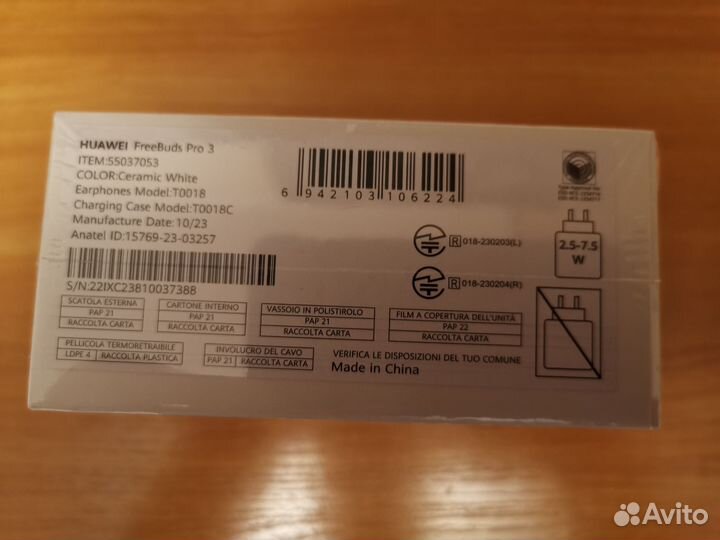 HUAWEI FreeBuds Pro 3
ITEM:55037053
COLOR:Ceramic White
Earphones Model:T0018
Charging Case Model:T0018C
Manufacture Date:10/23
Anatel ID:15769-23-03257
6 942103 106224
R 018-230203(L)
R 018-230204(R)
2.5-7.5
W
S/N:22IXC23810037388
SCATOLA ESTERNA
PAP 21
RACCOLTA CARTA
CARTONE INTERNO
PAP 21
RACCOLTA CARTA
VASSOIO IN POLISTIROLO
PAP 21
RACCOLTA CARTA
FILM A COPERTURA DELL'UNITÀ
PAP 22
RACCOLTA CARTA
PELLICOLA TERMORETRAIBILE
LDPE 4 RACCOLTA PLASTICA
INVOLUCRO DEL CAVO
PAP 21 RACCOLTA CARTA
VERIFICA LE DISPOSIZIONI DEL TUO COMUNE
Made in China
Avito